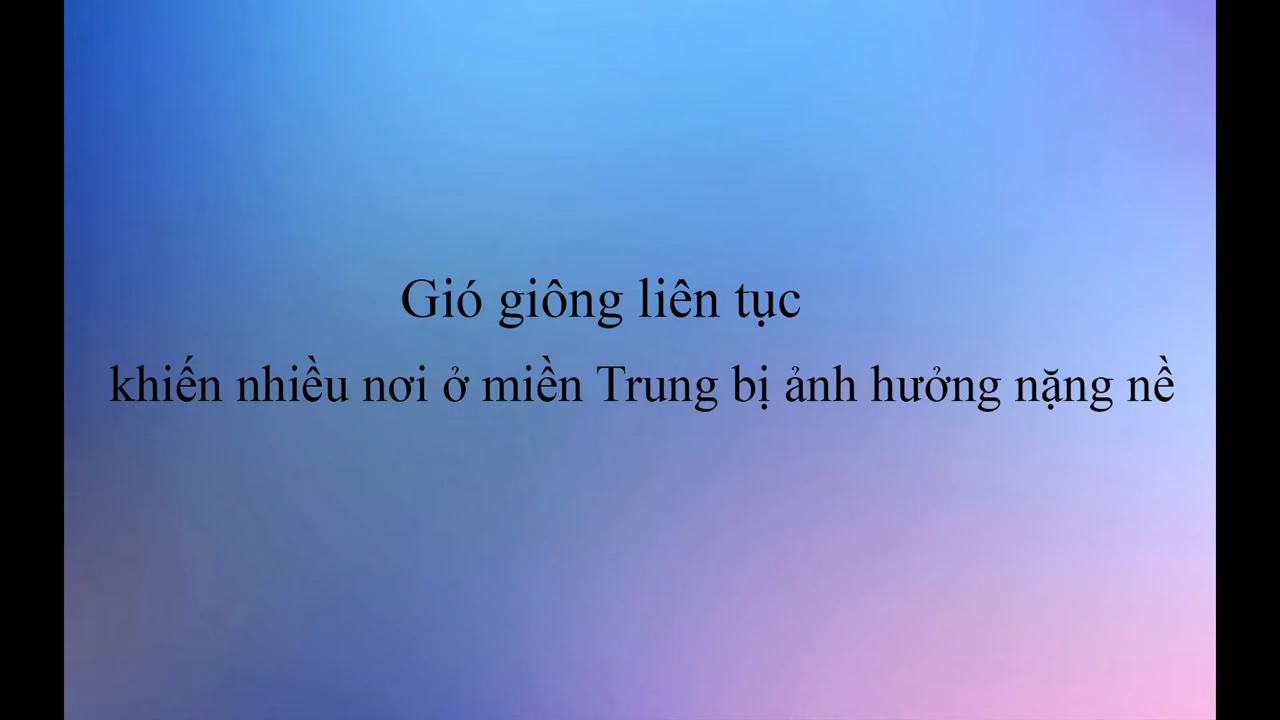 Gió giông liên tục
khiến nhiều nơi ở miền Trung bị ảnh hưởng nặng nề